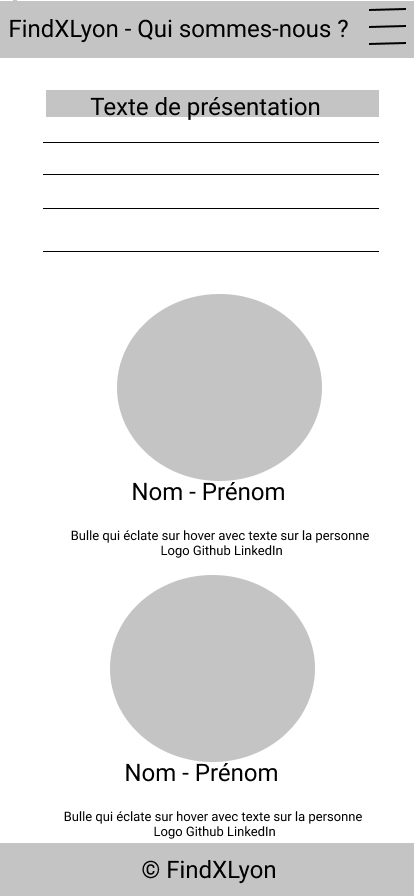 FindXLyon - Qui sommes-nous ?
Texte de présentation
Nom - Prénom
Bulle qui éclate sur hover avec texte sur la personne
Logo Github LinkedIn
Nom - Prénom
Bulle qui éclate sur hover avec texte sur la personne
Logo Github LinkedIn
© FindXLyon